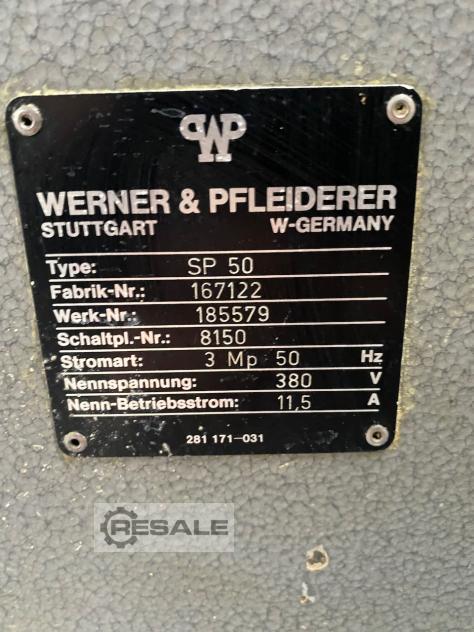 WP
WERNER & PFLEIDERER
STUTTGART W-GERMANY
Type: SP 50
Fabrik-Nr.: 167122
Werk-Nr.: 185579
Schaltpl.-Nr.: 8150
Stromart: 3 Mp 50 Hz
Nennspannung: 380 V
Nenn-Betriebsstrom: 11,5 A
281 171-031
RESALE